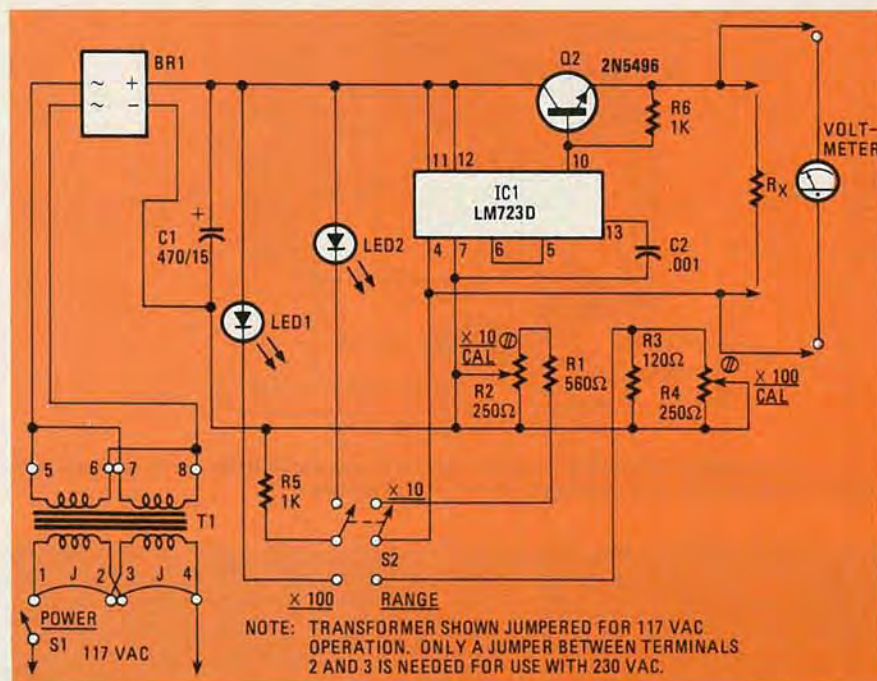 BR1
Q2
2N5496
R6
1K
VOLT-
METER
RX
11 12
10
IC1
LM723D
13
4 7 6 5
C2
.001
C1
470/15
+
LED2
LED1
~ +
~ −
X 10
CAL
R2
250Ω
R1
560Ω
R3
120Ω
R4
250Ω
X 100
CAL
R5
1K
X 10
S2
X 100
RANGE
5 6 7 8
T1
1 J 2 3 J 4
POWER
S1
117 VAC
NOTE: TRANSFORMER SHOWN JUMPERED FOR 117 VAC
OPERATION. ONLY A JUMPER BETWEEN TERMINALS
2 AND 3 IS NEEDED FOR USE WITH 230 VAC.